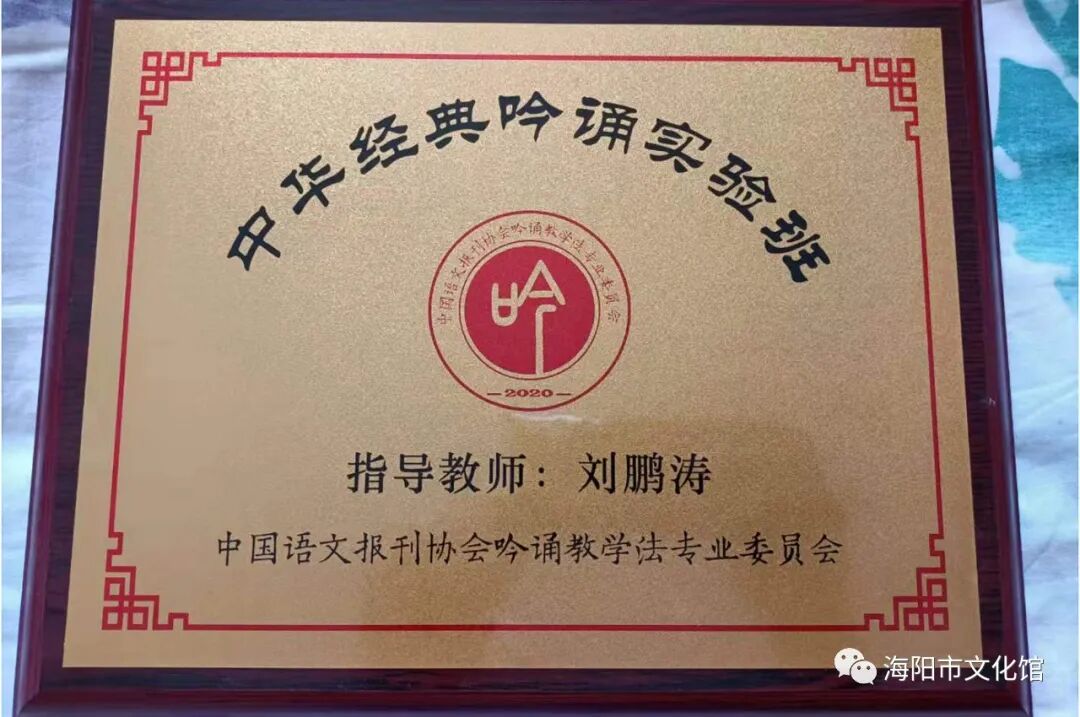 中华经典吟诵实验班
中国语文报刊协会吟诵教学法专业委员会
吟
2020
指导教师：刘鹏涛
中国语文报刊协会吟诵教学法专业委员会
海阳市文化馆